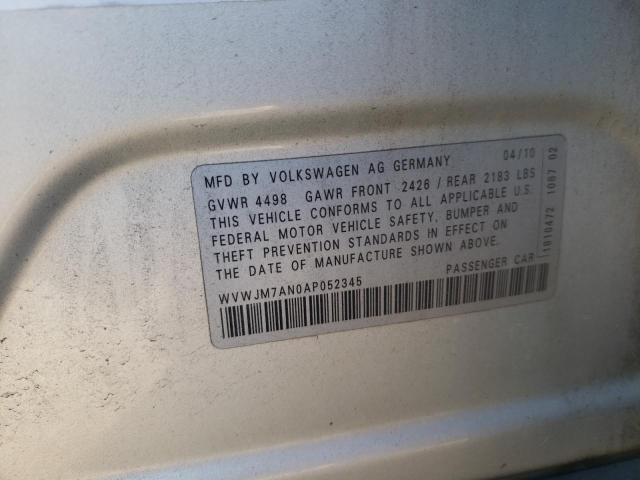 MFD BY VOLKSWAGEN AG GERMANY 04/10
GVWR 4498 GAWR FRONT 2426 / REAR 2183 LBS
THIS VEHICLE CONFORMS TO ALL APPLICABLE U.S.
FEDERAL MOTOR VEHICLE SAFETY, BUMPER AND
THEFT PREVENTION STANDARDS IN EFFECT ON
THE DATE OF MANUFACTURE SHOWN ABOVE.
WVWJM7AN0AP052345 PASSENGER CAR
1810472 1087 02